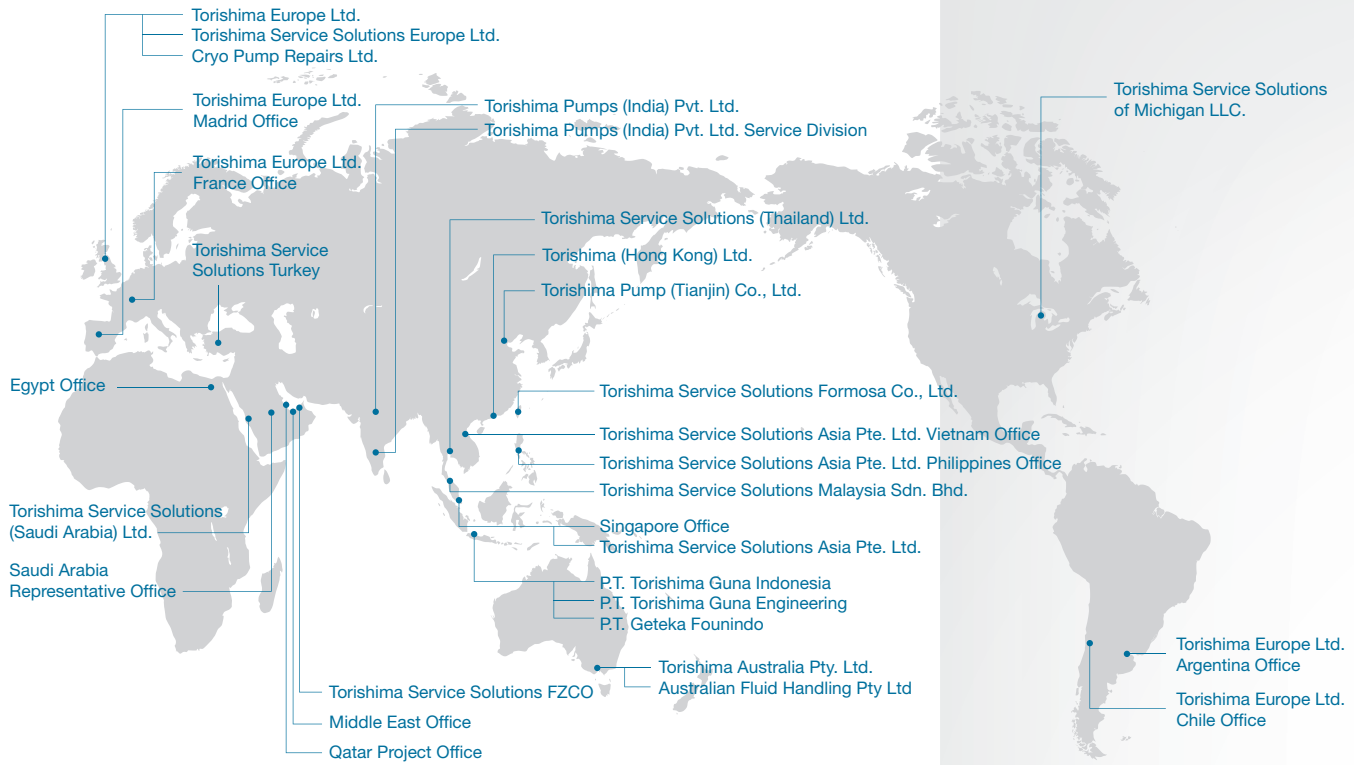 Torishima Europe Ltd.
Torishima Service Solutions Europe Ltd.
Cryo Pump Repairs Ltd.
Torishima Europe Ltd.
Madrid Office
Torishima Europe Ltd.
France Office
Torishima Service
Solutions Turkey
Egypt Office
Torishima Service Solutions
(Saudi Arabia) Ltd.
Saudi Arabia
Representative Office
Torishima Pumps (India) Pvt. Ltd.
Torishima Pumps (India) Pvt. Ltd. Service Division
Torishima Service Solutions (Thailand) Ltd.
Torishima (Hong Kong) Ltd.
Torishima Pump (Tianjin) Co., Ltd.
Torishima Service Solutions Formosa Co., Ltd.
Torishima Service Solutions Asia Pte. Ltd. Vietnam Office
Torishima Service Solutions Asia Pte. Ltd. Philippines Office
Torishima Service Solutions Malaysia Sdn. Bhd.
Singapore Office
Torishima Service Solutions Asia Pte. Ltd.
P.T. Torishima Guna Indonesia
P.T. Torishima Guna Engineering
P.T. Geteka Founindo
Torishima Australia Pty. Ltd.
Australian Fluid Handling Pty Ltd
Torishima Service Solutions FZCO
Middle East Office
Qatar Project Office
Torishima Service Solutions
of Michigan LLC.
Torishima Europe Ltd.
Argentina Office
Torishima Europe Ltd.
Chile Office